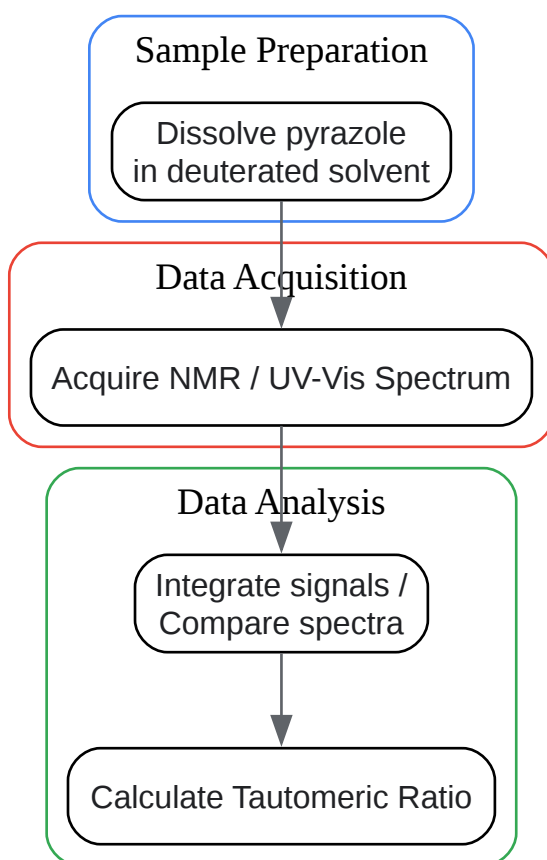 Sample Preparation
Dissolve pyrazole
in deuterated solvent
Data Acquisition
Acquire NMR / UV-Vis Spectrum
Data Analysis
Integrate signals /
Compare spectra
Calculate Tautomeric Ratio